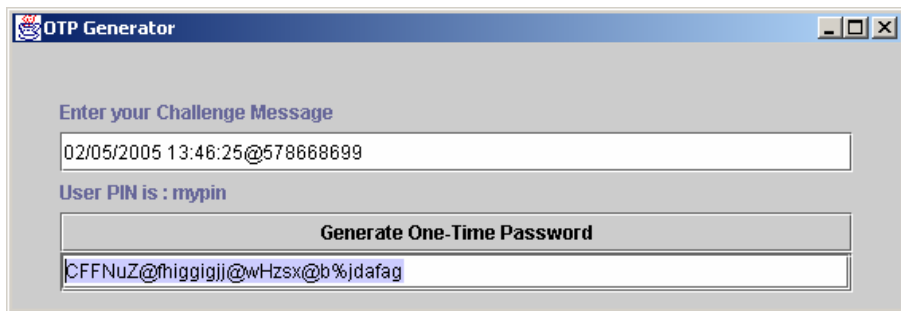 OTP Generator
Enter your Challenge Message
02/05/2005 13:46:25@578668699
User PIN is : mypin
Generate One-Time Password
CFFNuZ@fhiggigjj@wHzsx@b%jdafag